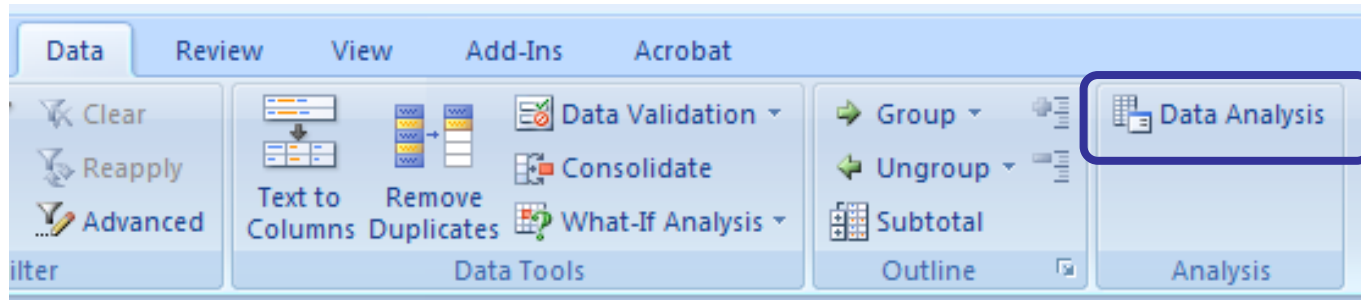 Data Review View Add-Ins Acrobat
Clear
Reapply
Advanced
ilter
Text to
Columns
Remove
Duplicates
Data Validation
Consolidate
What-If Analysis
Data Tools
Group
Ungroup
Subtotal
Outline
Data Analysis
Analysis